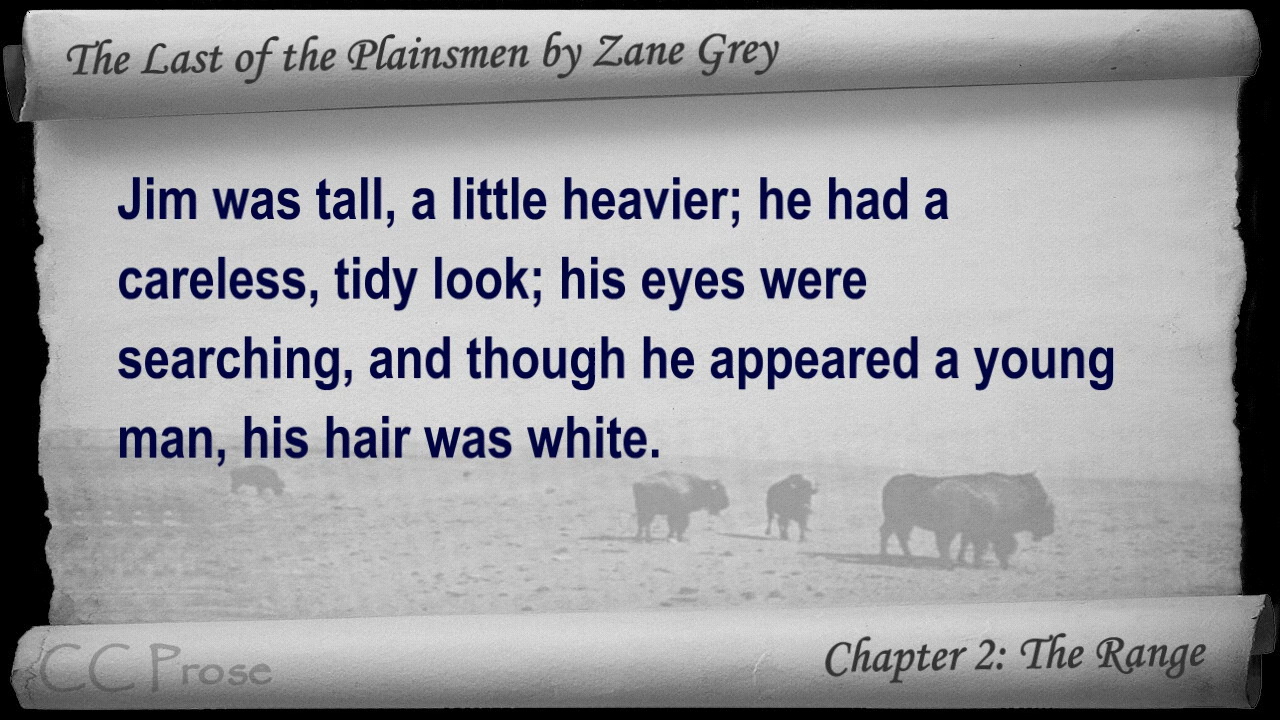 The Last of the Plainsmen by Zane Grey
Jim was tall, a little heavier; he had a
careless, tidy look; his eyes were
searching, and though he appeared a young
man, his hair was white.
CC Prose
Chapter 2: The Range